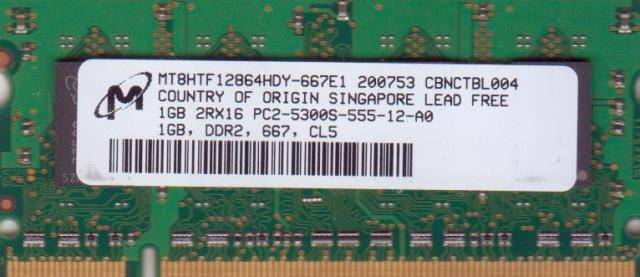 MT8HTF12864HDY-667E1 200753 CBNCTBL004
COUNTRY OF ORIGIN SINGAPORE LEAD FREE
1GB 2RX16 PC2-5300S-555-12-A0
1GB, DDR2, 667, CL5